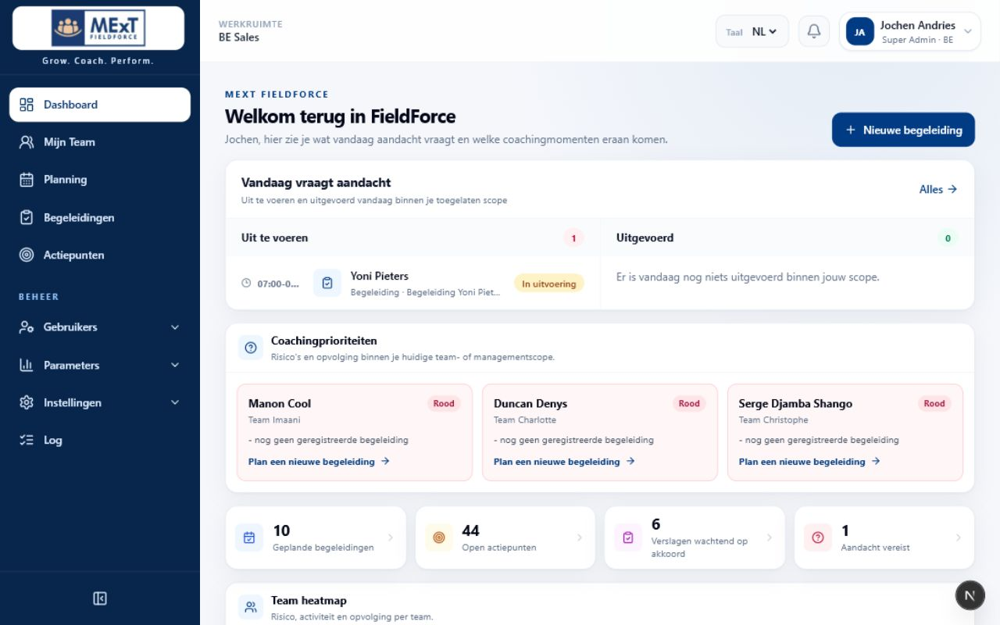 MExT
FIELDFORCE
Grow. Coach. Perform.
Dashboard
Mijn Team
Planning
Begeleidingen
Actiepunten
BEHEER
Gebruikers
Parameters
Instellingen
Log
WERKRUIMTE
BE Sales
Taal NL
JA
Jochen Andries
Super Admin · BE
MEXT FIELDFORCE
Welkom terug in FieldForce
Jochen, hier zie je wat vandaag aandacht vraagt en welke coachingmomenten eraan komen.
+ Nieuwe begeleiding
Vandaag vraagt aandacht
Uit te voeren en uitgevoerd vandaag binnen je toegelaten scope
Alles →
Uit te voeren 1
07:00-0...
Yoni Pieters
Begeleiding · Begeleiding Yoni Piet...
In uitvoering
Uitgevoerd 0
Er is vandaag nog niets uitgevoerd binnen jouw scope.
Coachingprioriteiten
Risico's en opvolging binnen je huidige team- of managementscope.
Manon Cool Rood
Team Imaani
- nog geen geregistreerde begeleiding
Plan een nieuwe begeleiding →
Duncan Denys Rood
Team Charlotte
- nog geen geregistreerde begeleiding
Plan een nieuwe begeleiding →
Serge Djamba Shango Rood
Team Christophe
- nog geen geregistreerde begeleiding
Plan een nieuwe begeleiding →
10
Geplande begeleidingen
44
Open actiepunten
6
Verslagen wachtend op
akkoord
1
Aandacht vereist
Team heatmap
Risico, activiteit en opvolging per team.
N